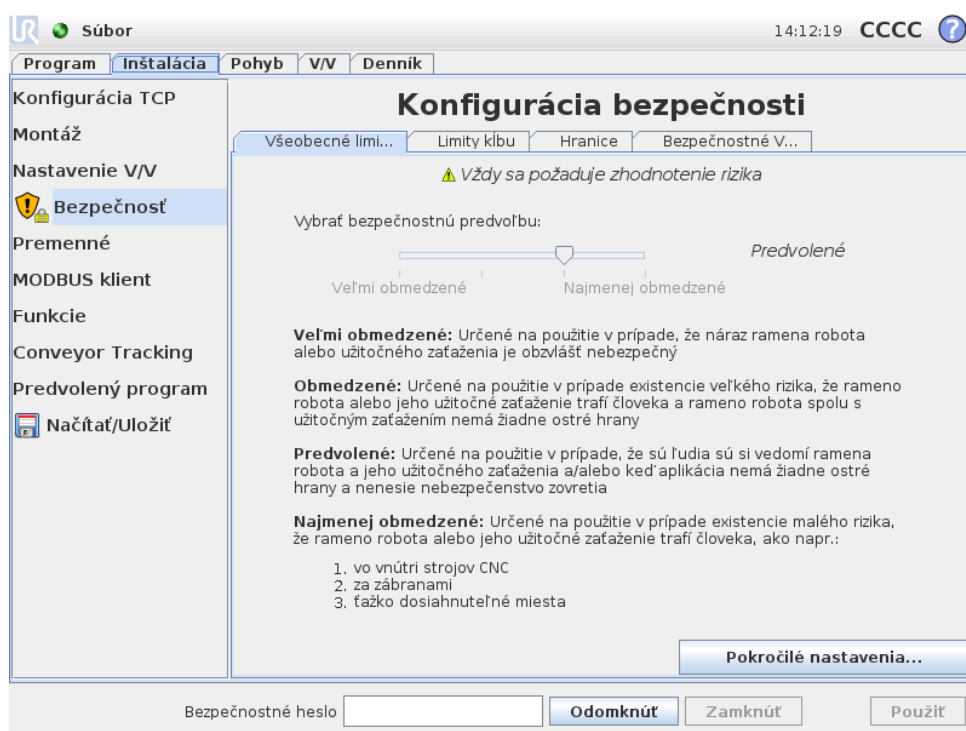 UR Súbor 14:12:19 CCCC ?
Program Inštalácia Pohyb V/V Denník
Konfigurácia TCP
Montáž
Nastavenie V/V
Bezpečnosť
Premenné
MODBUS klient
Funkcie
Conveyor Tracking
Predvolený program
Načítať/Uložiť
Konfigurácia bezpečnosti
Všeobecné limi... Limity kĺbu Hranice Bezpečnostné V...
Vždy sa požaduje zhodnotenie rizika
Vybrať bezpečnostnú predvoľbu:
Predvolené
Veľmi obmedzené Najmenej obmedzené
Veľmi obmedzené: Určené na použitie v prípade, že náraz ramena robota
alebo užitočného zaťaženia je obzvlášť nebezpečný
Obmedzené: Určené na použitie v prípade existencie veľkého rizika, že rameno
robota alebo jeho užitočné zaťaženie trafí človeka a rameno robota spolu s
užitočným zaťažením nemá žiadne ostré hrany
Predvolené: Určené na použitie v prípade, že sú ľudia sú si vedomí ramena
robota a jeho užitočného zaťaženia a/alebo keď aplikácia nemá žiadne ostré
hrany a nenesie nebezpečenstvo zovretia
Najmenej obmedzené: Určené na použitie v prípade existencie malého rizika,
že rameno robota alebo jeho užitočné zaťaženie trafí človeka, ako napr.:
1. vo vnútri strojov CNC
2. za zábranami
3. ťažko dosiahnuteľné miesta
Pokročilé nastavenia...
Bezpečnostné heslo Odomknúť Zamknúť Použiť